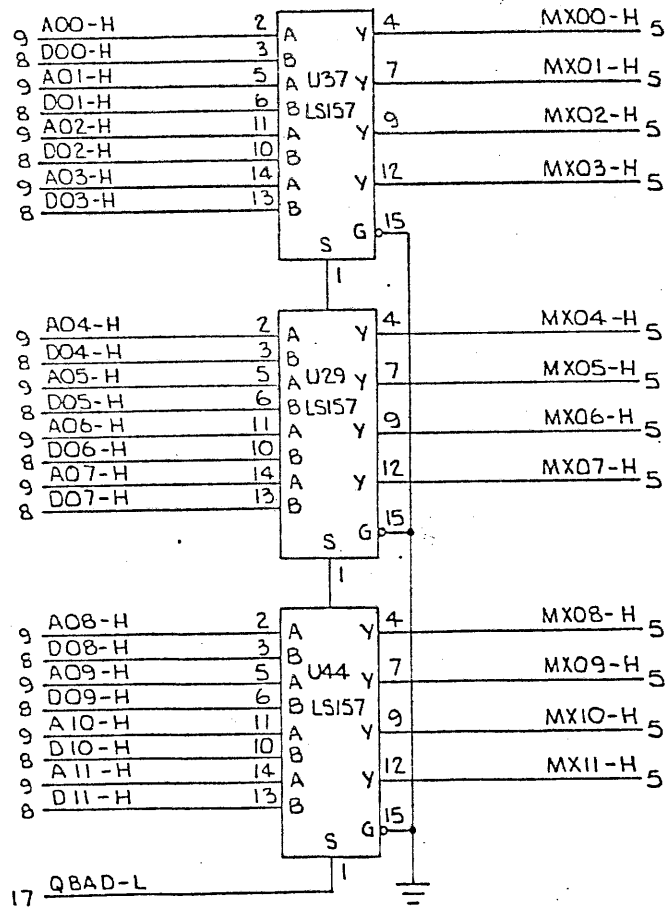 A00-H 2 A Y 4 MX00-H 5
9
D00-H 3 B
8
A01-H 5 A U37 Y 7 MX01-H 5
9
D01-H 6 B LS157
8
A02-H 11 A Y 9 MX02-H 5
9
D02-H 10 B
8
A03-H 14 A Y 12 MX03-H 5
9
D03-H 13 B
8
G 15
S
1
A04-H 2 A Y 4 MX04-H 5
9
D04-H 3 B
8
A05-H 5 A U29 Y 7 MX05-H 5
9
D05-H 6 B LS157
8
A06-H 11 A Y 9 MX06-H 5
9
D06-H 10 B
8
A07-H 14 A Y 12 MX07-H 5
9
D07-H 13 B
8
G 15
S
1
A08-H 2 A Y 4 MX08-H 5
9
D08-H 3 B
8
A09-H 5 A U44 Y 7 MX09-H 5
9
D09-H 6 B LS157
8
A10-H 11 A Y 9 MX10-H 5
9
D10-H 10 B
8
A11-H 14 A Y 12 MX11-H 5
9
D11-H 13 B
8
G 15
S
1
17 QBAD-L